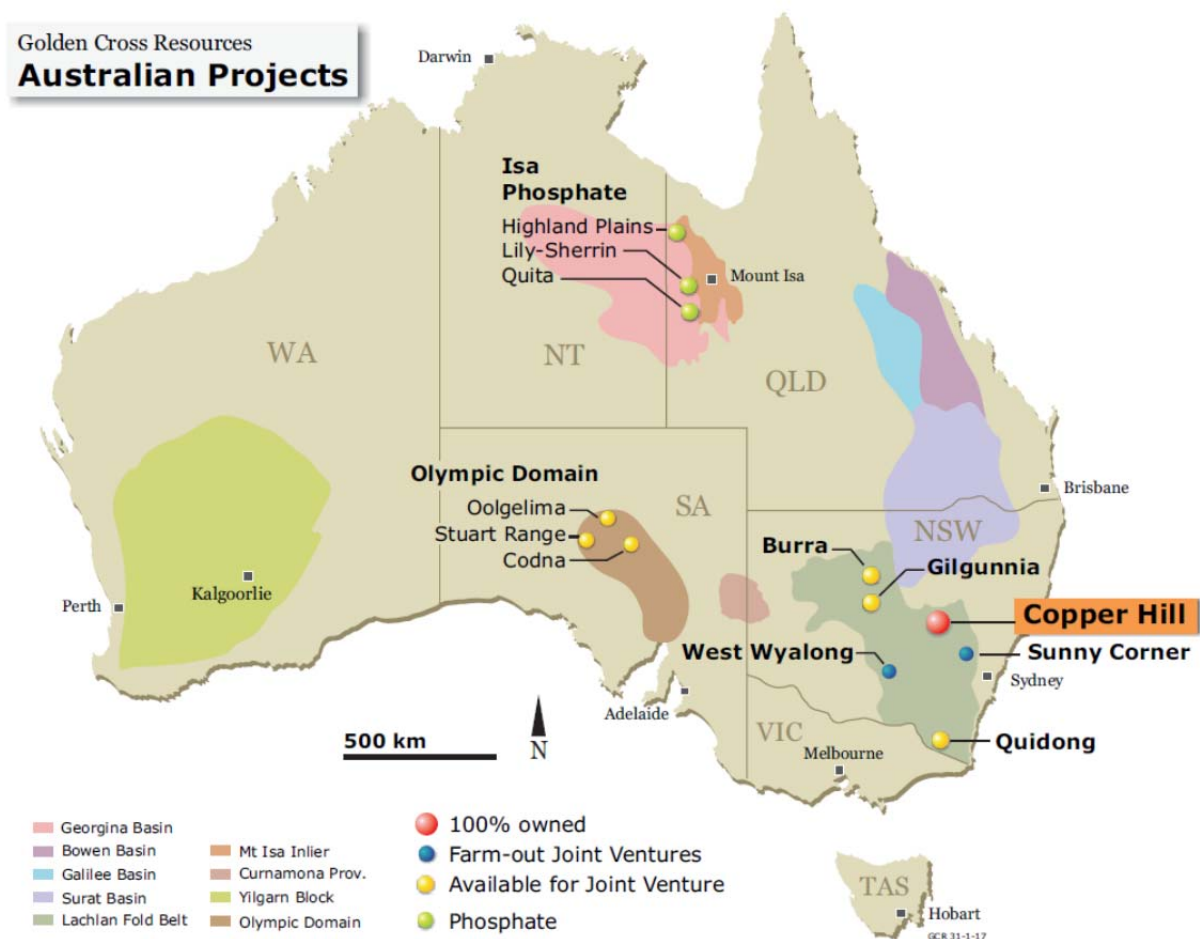 Golden Cross Resources
Australian Projects
Darwin
Isa
Phosphate
Highland Plains
Lily-Sherrin
Quita
Mount Isa
WA
NT
QLD
Olympic Domain
Oolgelima
Stuart Range
Codna
SA
Brisbane
NSW
Burra
Gilgunnia
Kalgoorlie
Perth
Copper Hill
West Wyalong
Sunny Corner
Sydney
Adelaide
500 km
N
VIC
Melbourne
Quidong
Georgina Basin
Bowen Basin
Galilee Basin
Surat Basin
Lachlan Fold Belt
Mt Isa Inlier
Curnamona Prov.
Yilgarn Block
Olympic Domain
100% owned
Farm-out Joint Ventures
Available for Joint Venture
Phosphate
TAS
Hobart
GCR 31-1-17